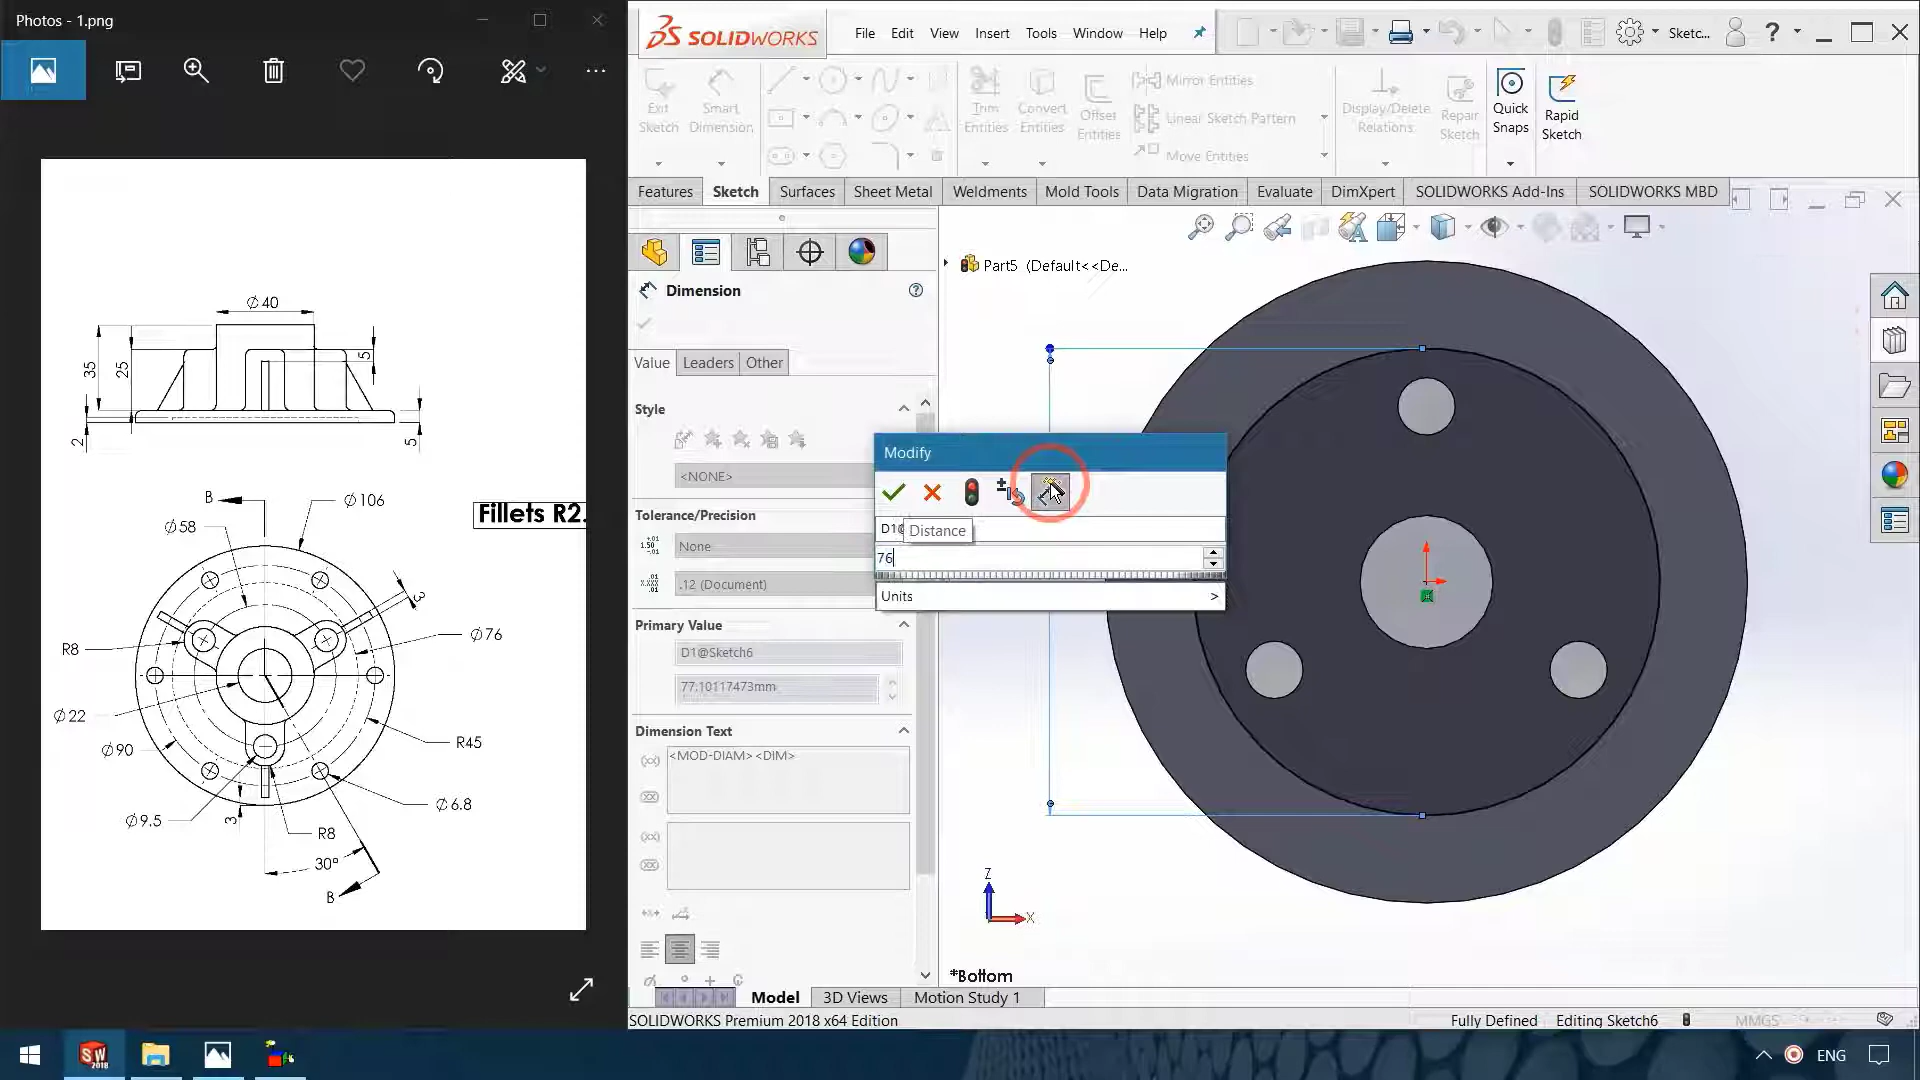 Photos - 1.png
Ø40
35
25
5
2
5
B
Ø106
Ø58
Fillets R2.
3
R8
Ø76
Ø22
Ø90
R45
Ø9.5
3
R8
Ø6.8
30°
B
SOLIDWORKS
File Edit View Insert Tools Window Help
Sketc...
?
Exit Sketch
Smart Dimension
Trim Entities
Convert Entities
Offset Entities
Mirror Entities
Linear Sketch Pattern
Move Entities
Display/Delete Relations
Repair Sketch
Quick Snaps
Rapid Sketch
Features Sketch Surfaces Sheet Metal Weldments Mold Tools Data Migration Evaluate DimXpert SOLIDWORKS Add-Ins SOLIDWORKS MBD
Part5 (Default<<De...
Dimension
Value Leaders Other
Style
<NONE>
Tolerance/Precision
None
.12 (Document)
Primary Value
D1@Sketch6
77.10117473mm
Dimension Text
<MOD-DIAM><DIM>
Modify
D1@
Distance
76
Units >
Z
X
*Bottom
Model 3D Views Motion Study 1
SOLIDWORKS Premium 2018 x64 Edition
Fully Defined Editing Sketch6 MMGS
SW 2018
ENG